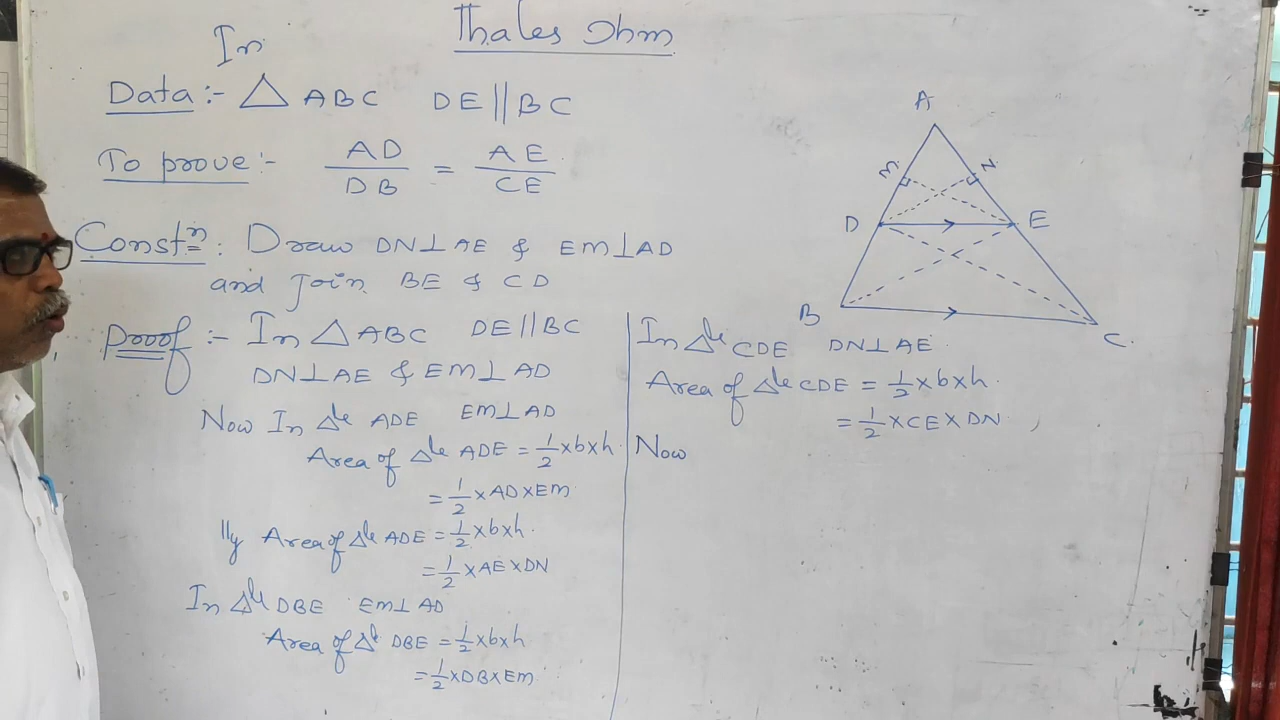 Thales Thm
In
Data :- △ ABC DE || BC
To prove :- AD/DB = AE/CE
Constⁿ : Draw DN⊥AE & EM⊥AD
and Join BE & CD
Proof :- In △ABC DE||BC
DN⊥AE & EM⊥AD
Now In △le ADE EM⊥AD
Area of △le ADE = 1/2 × b × h
= 1/2 × AD × EM
||ly Area of △le ADE = 1/2 × b × h
= 1/2 × AE × DN
In △le DBE EM⊥AD
Area of △le DBE = 1/2 × b × h
= 1/2 × DB × EM
In △le CDE DN⊥AE
Area of △le CDE = 1/2 × b × h
= 1/2 × CE × DN
Now
A
M N
D E
B C